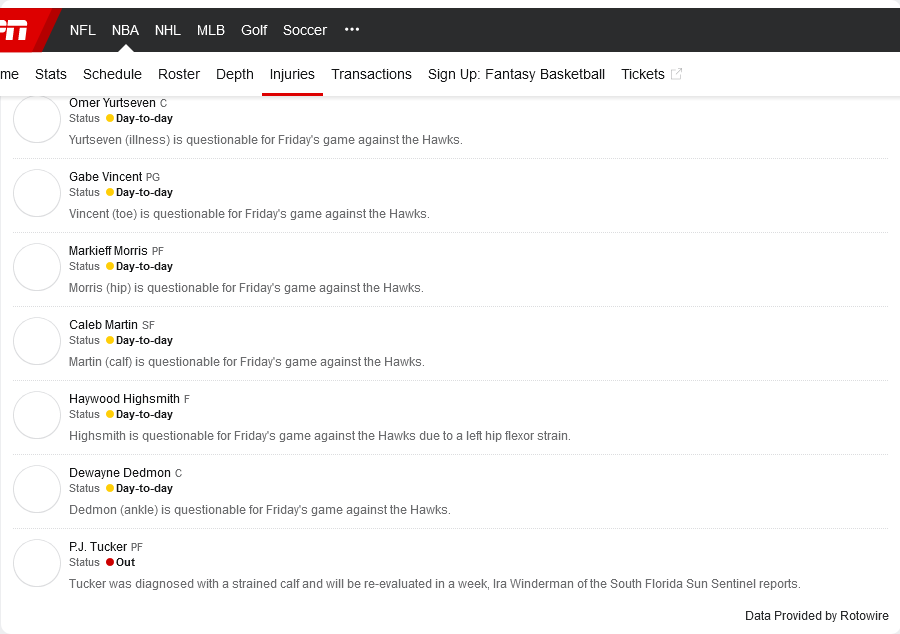 NFL NBA NHL MLB Golf Soccer •••
me Stats Schedule Roster Depth Injuries Transactions Sign Up: Fantasy Basketball Tickets
Omer Yurtseven C
Status Day-to-day
Yurtseven (illness) is questionable for Friday's game against the Hawks.
Gabe Vincent PG
Status Day-to-day
Vincent (toe) is questionable for Friday's game against the Hawks.
Markieff Morris PF
Status Day-to-day
Morris (hip) is questionable for Friday's game against the Hawks.
Caleb Martin SF
Status Day-to-day
Martin (calf) is questionable for Friday's game against the Hawks.
Haywood Highsmith F
Status Day-to-day
Highsmith is questionable for Friday's game against the Hawks due to a left hip flexor strain.
Dewayne Dedmon C
Status Day-to-day
Dedmon (ankle) is questionable for Friday's game against the Hawks.
P.J. Tucker PF
Status Out
Tucker was diagnosed with a strained calf and will be re-evaluated in a week, Ira Winderman of the South Florida Sun Sentinel reports.
Data Provided by Rotowire